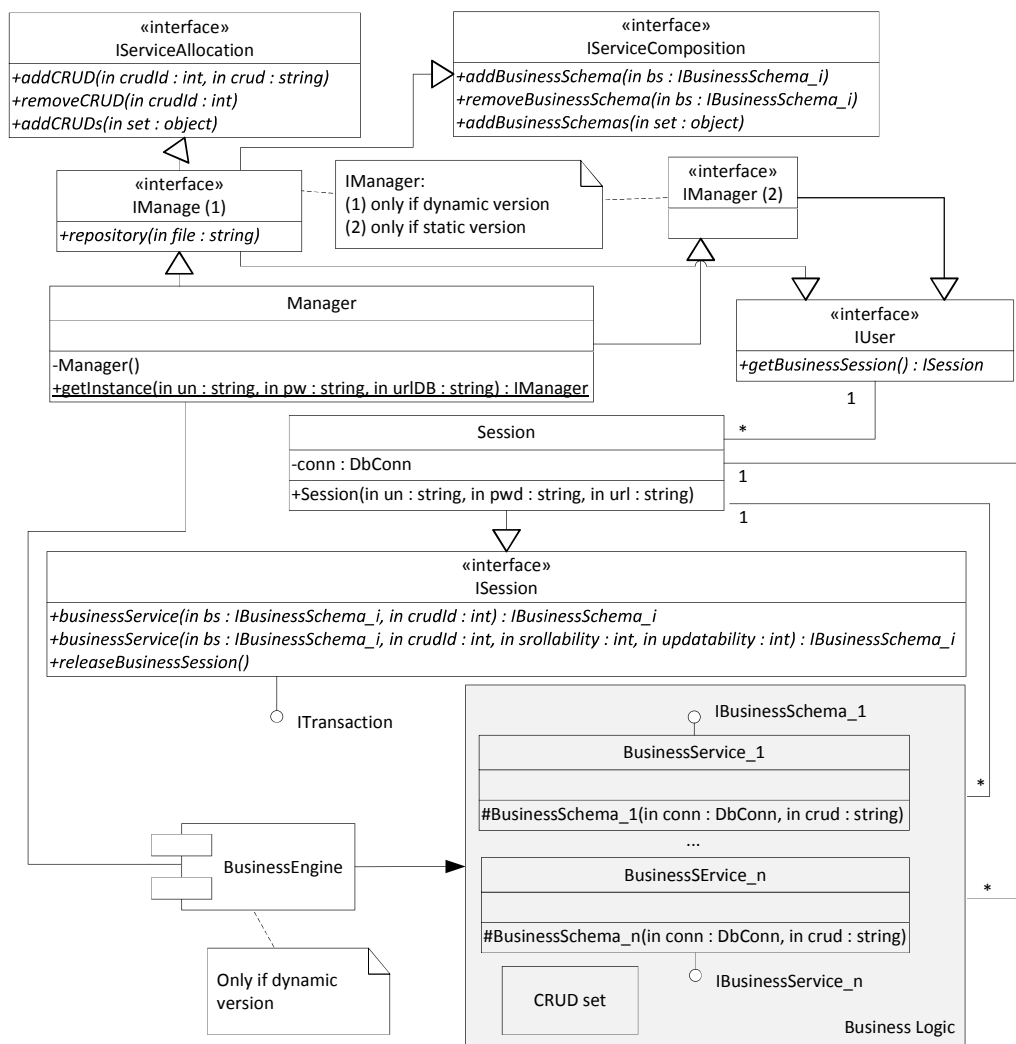 «interface»
IServiceAllocation
+addCRUD(in crudId : int, in crud : string)
+removeCRUD(in crudId : int)
+addCRUDs(in set : object)
«interface»
IServiceComposition
+addBusinessSchema(in bs : IBusinessSchema_i)
+removeBusinessSchema(in bs : IBusinessSchema_i)
+addBusinessSchemas(in set : object)
«interface»
IManage (1)
+repository(in file : string)
IManager:
(1) only if dynamic version
(2) only if static version
«interface»
IManager (2)
Manager
-Manager()
+getInstance(in un : string, in pw : string, in urlDB : string) : IManager
«interface»
IUser
+getBusinessSession() : ISession
1
*
Session
-conn : DbConn
+Session(in un : string, in pwd : string, in url : string)
1
1
«interface»
ISession
+businessService(in bs : IBusinessSchema_i, in crudId : int) : IBusinessSchema_i
+businessService(in bs : IBusinessSchema_i, in crudId : int, in srollability : int, in updatability : int) : IBusinessSchema_i
+releaseBusinessSession()
ITransaction
IBusinessSchema_1
BusinessService_1
#BusinessSchema_1(in conn : DbConn, in crud : string)
*
...
BusinessEngine
BusinessSErvice_n
#BusinessSchema_n(in conn : DbConn, in crud : string)
*
IBusinessService_n
Only if dynamic
version
CRUD set
Business Logic